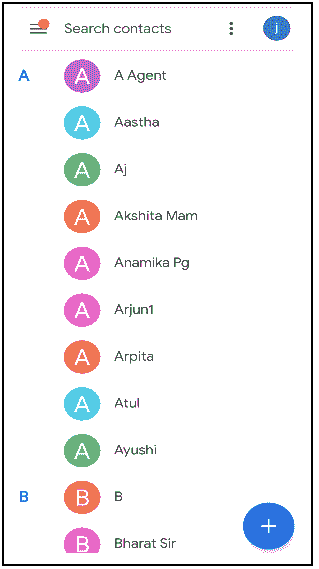 Search contacts
j
A
A A Agent
A Aastha
A Aj
A Akshita Mam
A Anamika Pg
A Arjun1
A Arpita
A Atul
A Ayushi
B
B B
B Bharat Sir
+